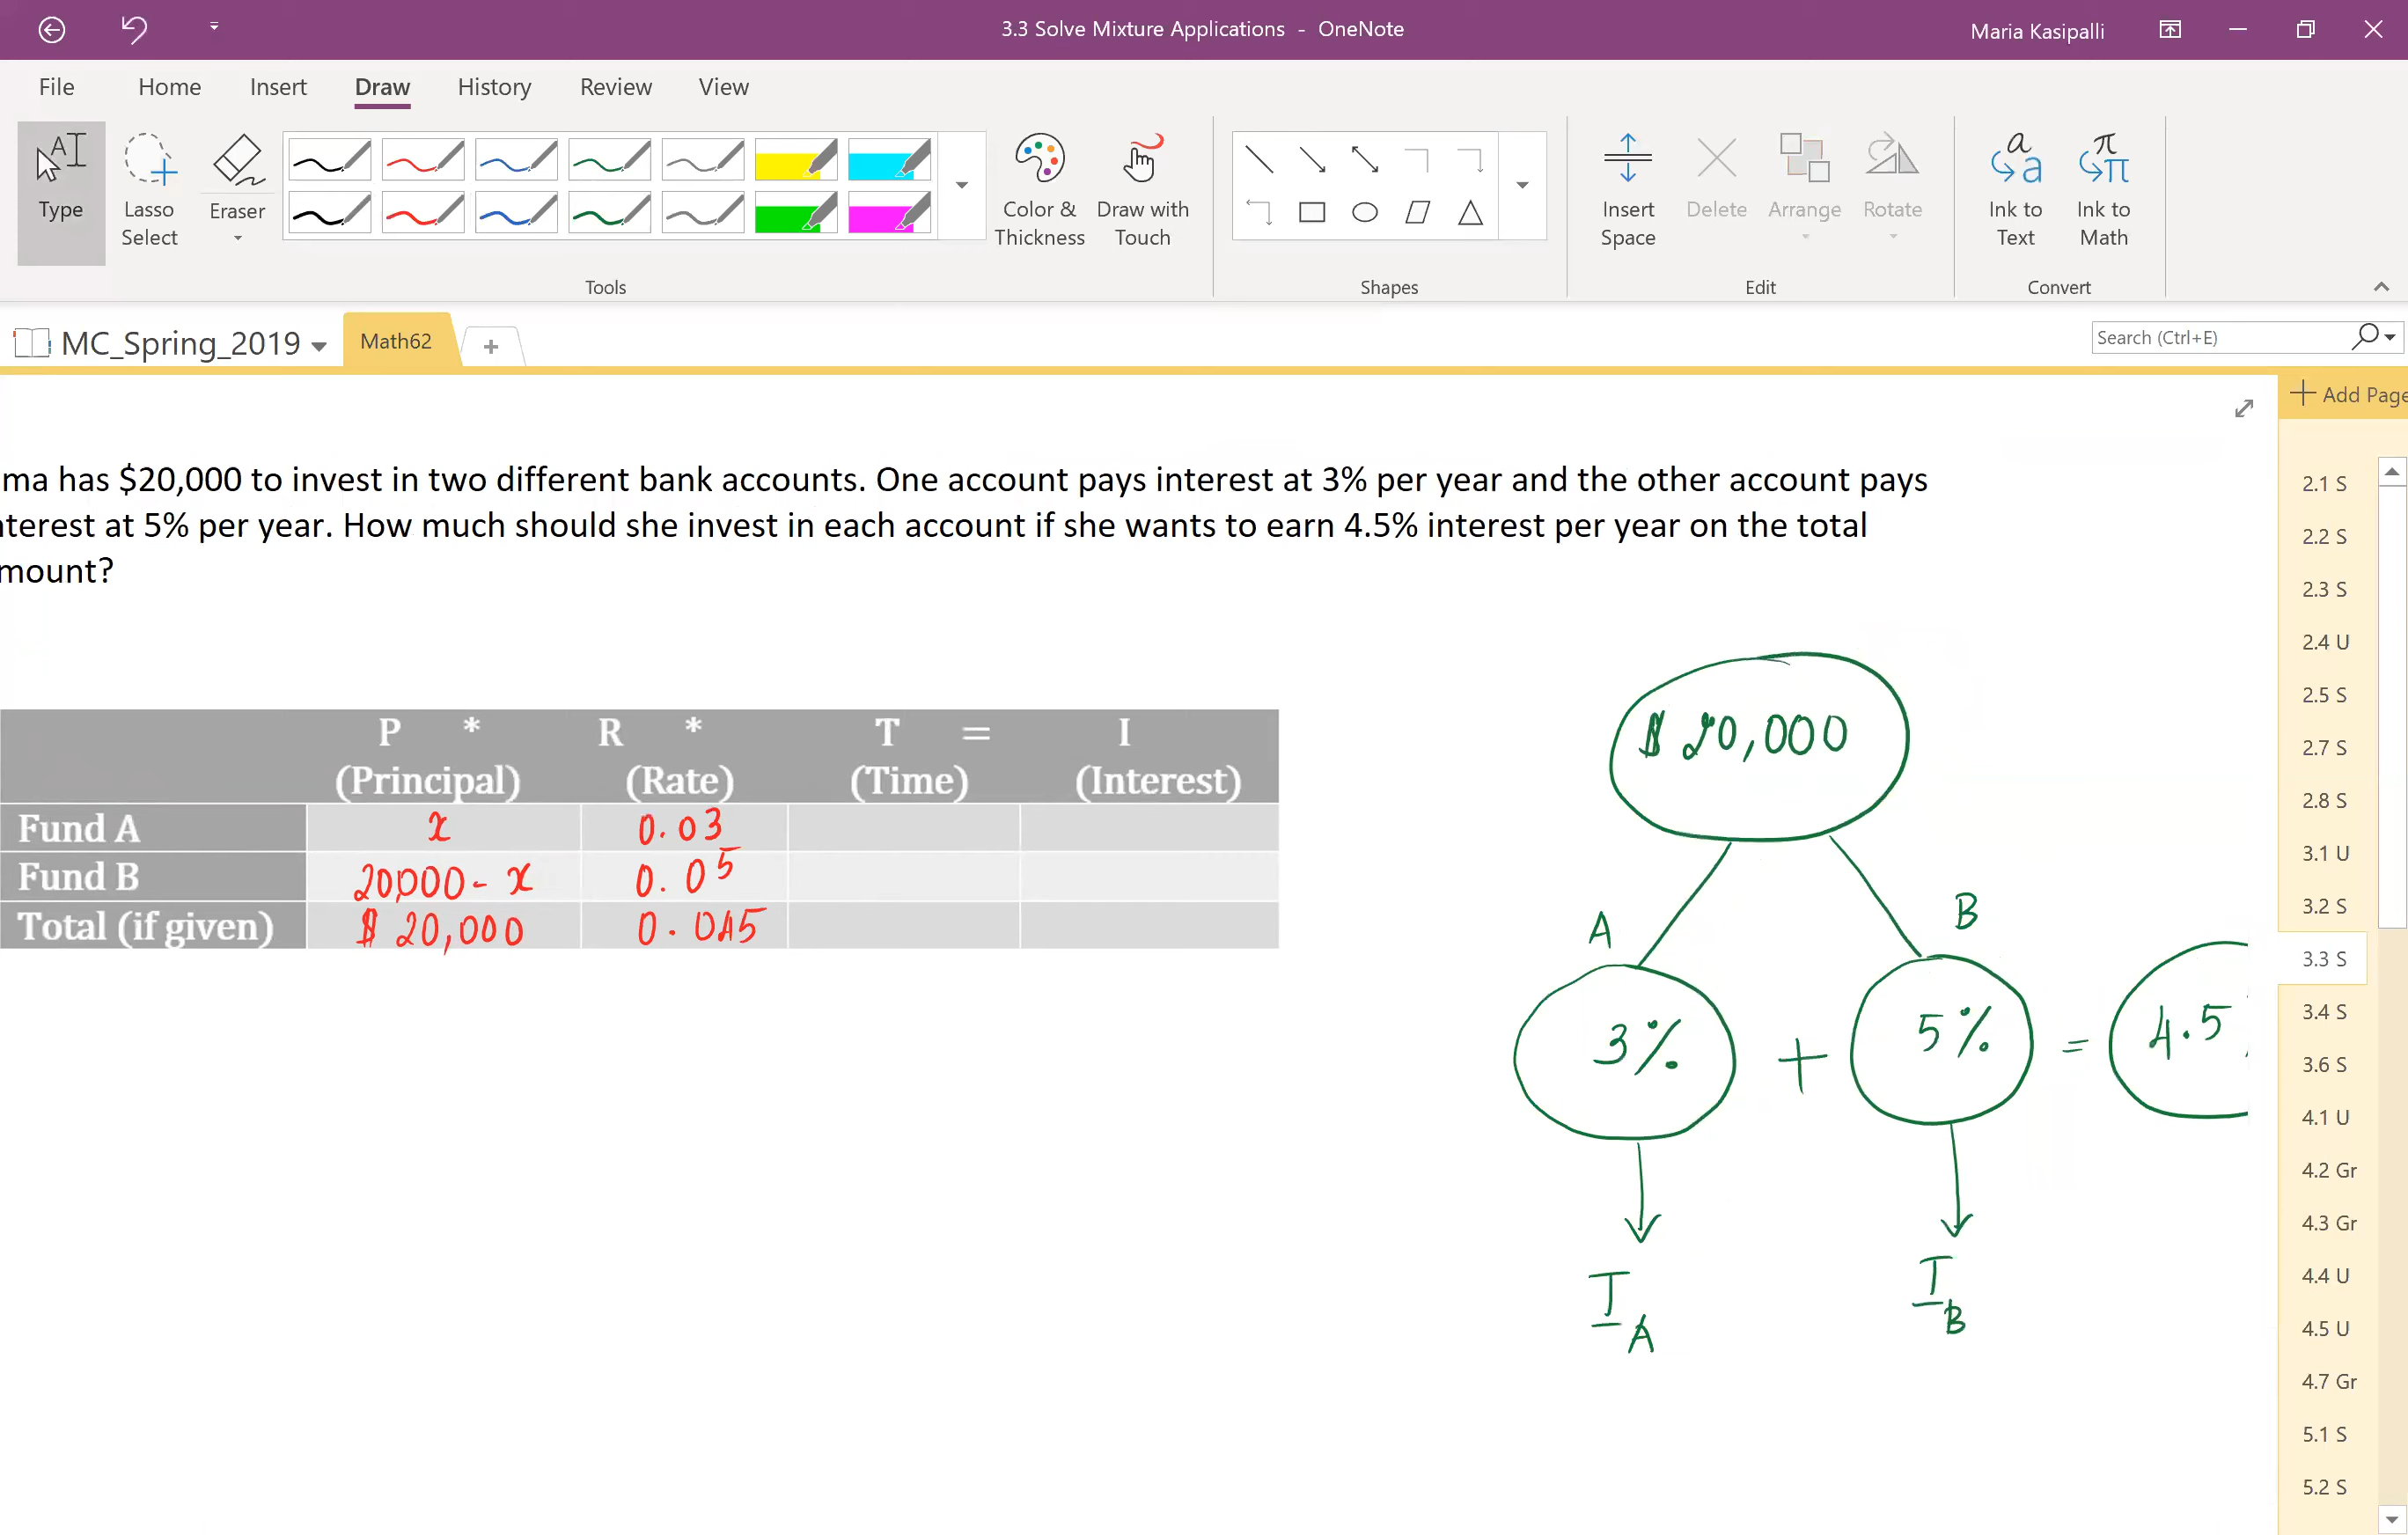 3.3 Solve Mixture Applications - OneNote
Maria Kasipalli
File Home Insert Draw History Review View
Type
Lasso Select
Eraser
Color & Thickness
Draw with Touch
Insert Space
Delete
Arrange
Rotate
Ink to Text
Ink to Math
Tools
Shapes
Edit
Convert
MC_Spring_2019
Math62
Search (Ctrl+E)
Add Page
ma has $20,000 to invest in two different bank accounts. One account pays interest at 3% per year and the other account pays
terest at 5% per year. How much should she invest in each account if she wants to earn 4.5% interest per year on the total
mount?
P * R * T = I
(Principal) (Rate) (Time) (Interest)
Fund A x 0.03
Fund B 20,000 - x 0.05
Total (if given) $ 20,000 0.045
$ 20,000
A
B
3% + 5% = 4.5
I A
I B
2.1 S
2.2 S
2.3 S
2.4 U
2.5 S
2.7 S
2.8 S
3.1 U
3.2 S
3.3 S
3.4 S
3.6 S
4.1 U
4.2 Gr
4.3 Gr
4.4 U
4.5 U
4.7 Gr
5.1 S
5.2 S